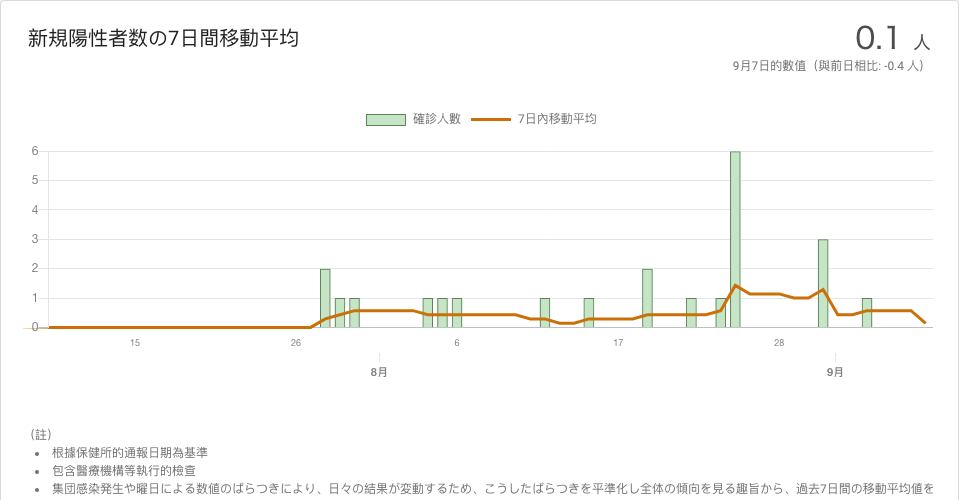 新規陽性者数の7日間移動平均
0.1 人
9月7日的數值（與前日相比: -0.4 人）
確診人數 7日內移動平均
6
5
4
3
2
1
0
15 26 6 17 28
8月 9月
（註）
• 根據保健所的通報日期為基準
• 包含醫療機構等執行的檢查
• 集団感染発生や曜日による数値のばらつきにより、日々の結果が変動するため、こうしたばらつきを平準化し全体の傾向を見る趣旨から、過去7日間の移動平均値を